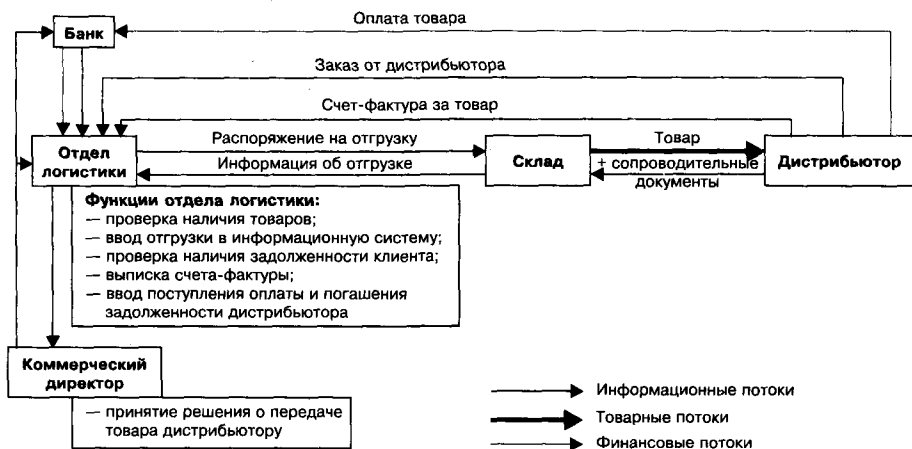 Оплата товара
Банк
Заказ от дистрибьютора
Счет-фактура за товар
Отдел
логистики
Распоряжение на отгрузку
Информация об отгрузке
Склад
Товар
+ сопроводительные
документы
Дистрибьютор
Функции отдела логистики:
— проверка наличия товаров;
— ввод отгрузки в информационную систему;
— проверка наличия задолженности клиента;
— выписка счета-фактуры;
— ввод поступления оплаты и погашения
задолженности дистрибьютора
Коммерческий
директор
— принятие решения о передаче
товара дистрибьютору
Информационные потоки
Товарные потоки
Финансовые потоки